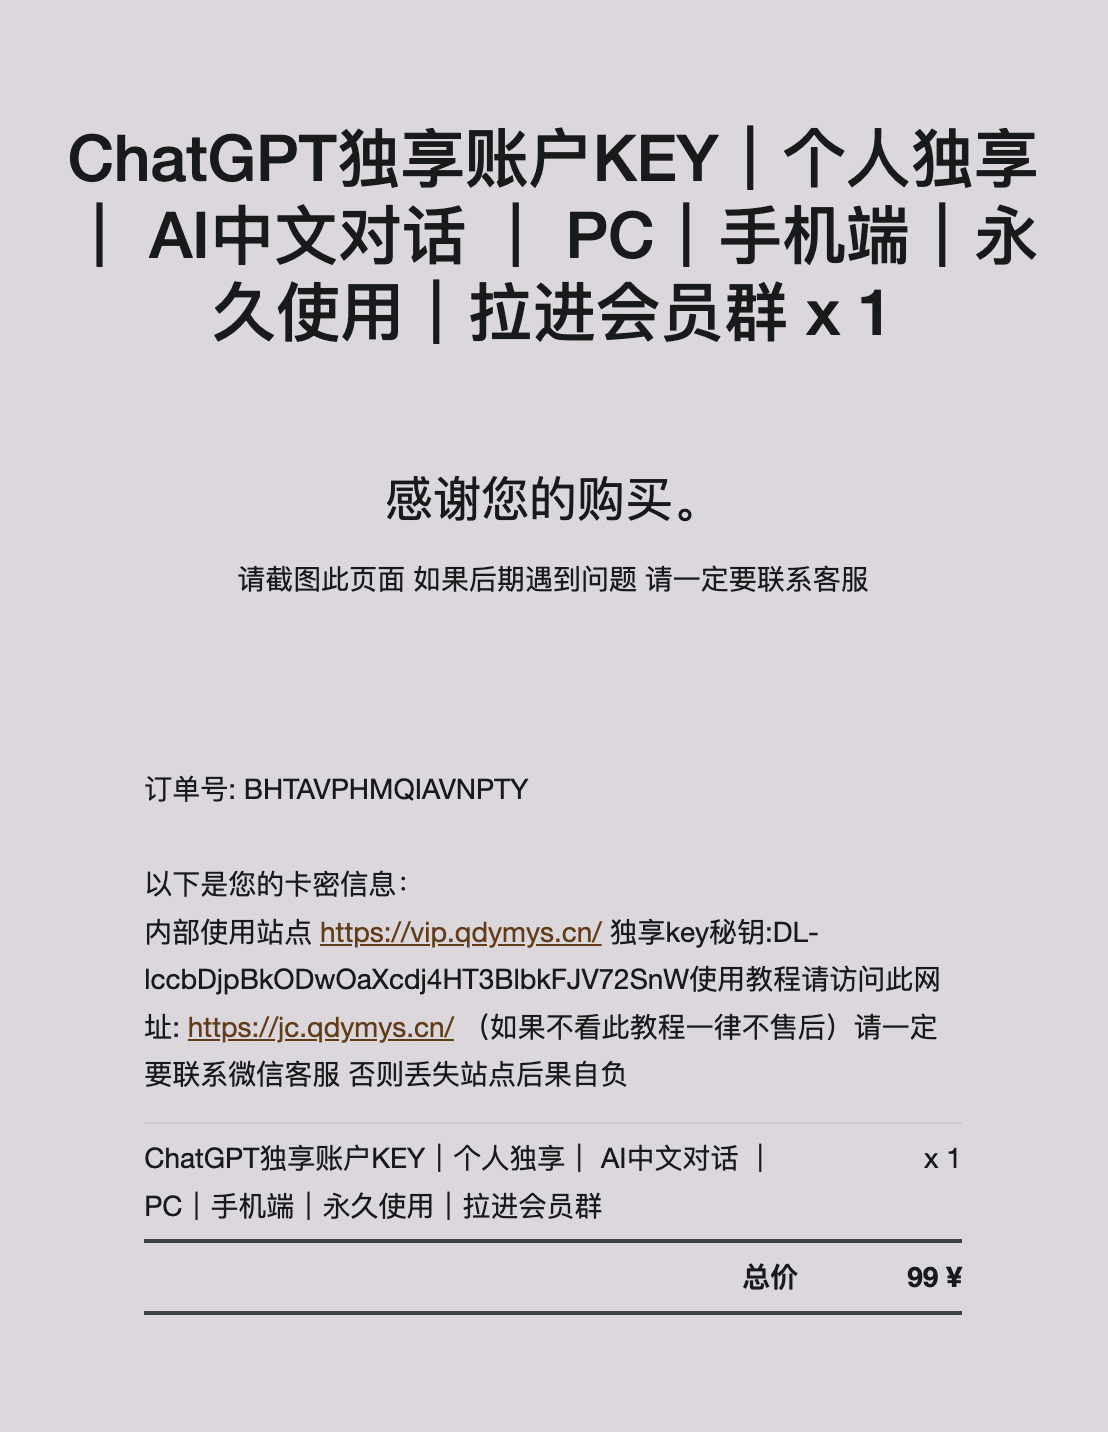 ChatGPT独享账户KEY｜个人独享
｜ AI中文对话 ｜ PC｜手机端｜永
久使用｜拉进会员群 x 1
感谢您的购买。
请截图此页面 如果后期遇到问题 请一定要联系客服
订单号: BHTAVPHMQIAVNPTY
以下是您的卡密信息：
内部使用站点 https://vip.qdymys.cn/ 独享key秘钥:DL-
lccbDjpBkODwOaXcdj4HT3BlbkFJV72SnW使用教程请访问此网
址: https://jc.qdymys.cn/ （如果不看此教程一律不售后）请一定
要联系微信客服 否则丢失站点后果自负
ChatGPT独享账户KEY｜个人独享｜ AI中文对话 ｜ x 1
PC｜手机端｜永久使用｜拉进会员群
总价 99 ¥